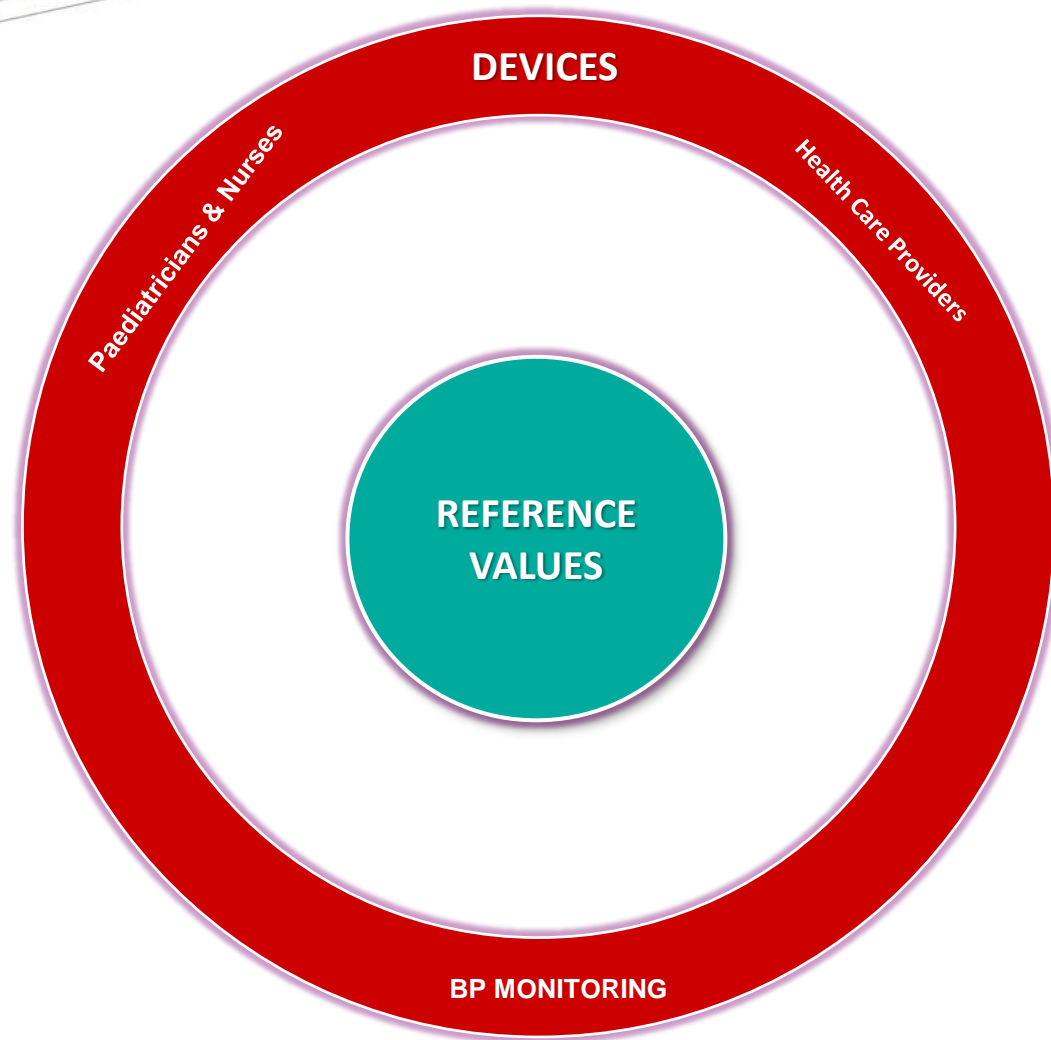 DEVICES
Paediatricians & Nurses
Health Care Providers
REFERENCE
VALUES
BP MONITORING